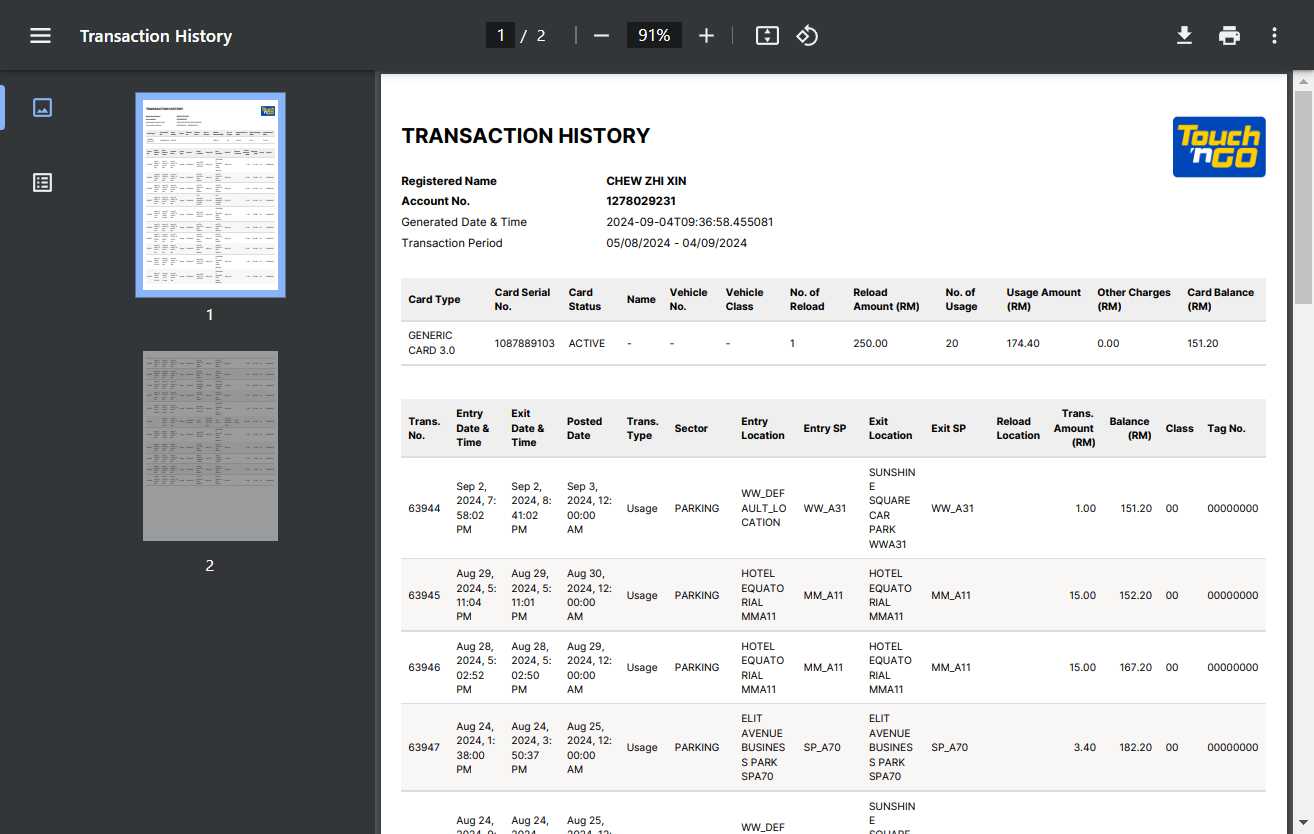 Transaction History
1 / 2
91%
1
2
TRANSACTION HISTORY
Touch
'nGO
Registered Name CHEW ZHI XIN
Account No. 1278029231
Generated Date & Time 2024-09-04T09:36:58.455081
Transaction Period 05/08/2024 - 04/09/2024
Card Type Card Serial No. Card Status Name Vehicle No. Vehicle Class No. of Reload Reload Amount (RM) No. of Usage Usage Amount (RM) Other Charges (RM) Card Balance (RM)
GENERIC CARD 3.0 1087889103 ACTIVE - - - 1 250.00 20 174.40 0.00 151.20
Trans. No. Entry Date & Time Exit Date & Time Posted Date Trans. Type Sector Entry Location Entry SP Exit Location Exit SP Reload Location Trans. Amount (RM) Balance (RM) Class Tag No.
63944 Sep 2, 2024, 7:58:02 PM Sep 2, 2024, 8:41:02 PM Sep 3, 2024, 12:00:00 AM Usage PARKING WW_DEFAULT_LOCATION WW_A31 SUNSHINE SQUARE CAR PARK WWA31 WW_A31 1.00 151.20 00 00000000
63945 Aug 29, 2024, 5:11:04 PM Aug 29, 2024, 5:11:01 PM Aug 30, 2024, 12:00:00 AM Usage PARKING HOTEL EQUATORIAL MMA11 MM_A11 HOTEL EQUATORIAL MMA11 MM_A11 15.00 152.20 00 00000000
63946 Aug 28, 2024, 5:02:52 PM Aug 28, 2024, 5:02:50 PM Aug 29, 2024, 12:00:00 AM Usage PARKING HOTEL EQUATORIAL MMA11 MM_A11 HOTEL EQUATORIAL MMA11 MM_A11 15.00 167.20 00 00000000
63947 Aug 24, 2024, 1:38:00 PM Aug 24, 2024, 3:50:37 PM Aug 25, 2024, 12:00:00 AM Usage PARKING ELIT AVENUE BUSINESS PARK SPA70 SP_A70 ELIT AVENUE BUSINESS PARK SPA70 SP_A70 3.40 182.20 00 00000000
Aug 24, Aug 24, Aug 25, WW_DEF SUNSHINE